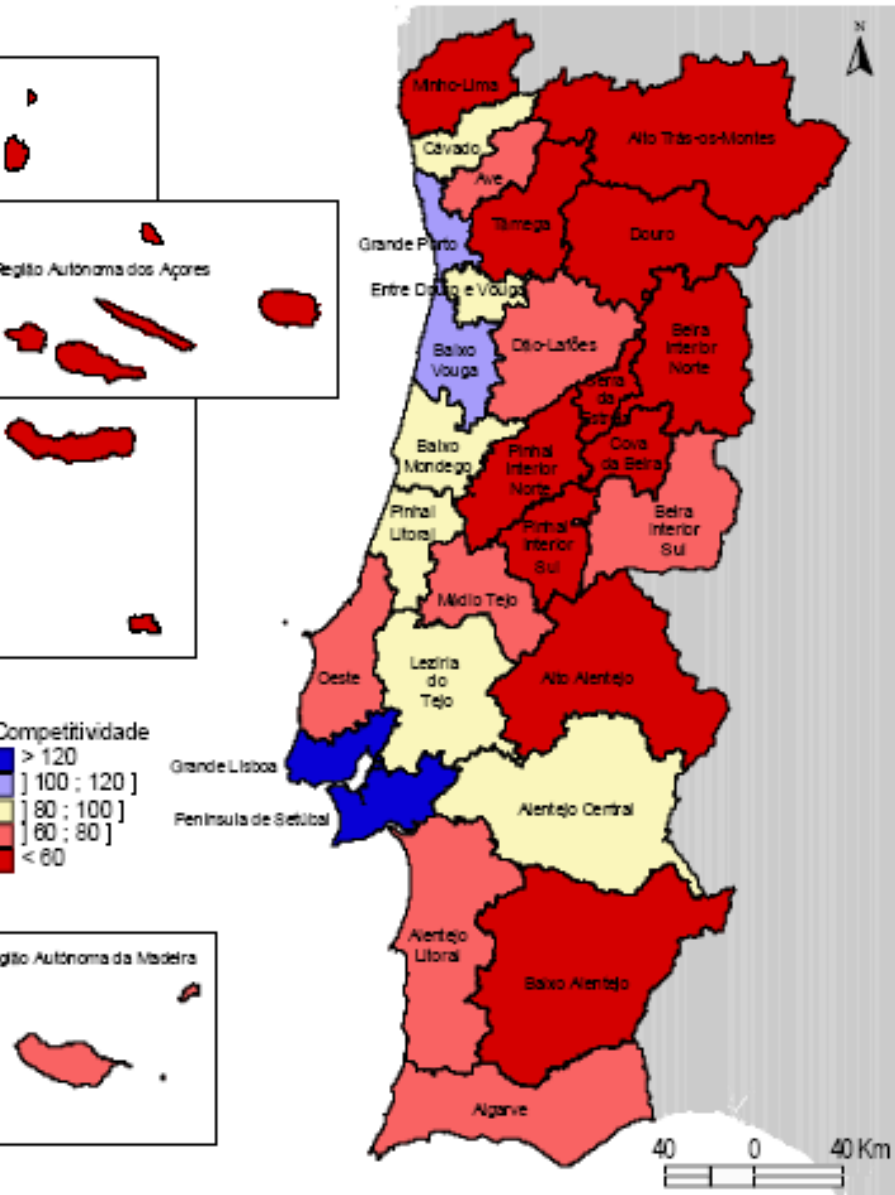 N
Minho-Lima
Alto Trás-os-Montes
Cávado
Ave
Tâmega
Douro
Grande Porto
Região Autónoma dos Açores
Entre Douro e Vouga
Baixo
Vouga
Dão-Lafões
Beira
Interior
Norte
Serra
da
Estrela
Baixo
Mondego
Pinhal
Interior
Norte
Cova
da Beira
Pinhal
Litoral
Pinhal
Interior
Sul
Beira
Interior
Sul
Médio Tejo
Oeste
Lezíria
do
Tejo
Alto Alentejo
Competitividade
> 120
] 100 ; 120 ]
] 80 ; 100 ]
] 60 ; 80 ]
< 60
Grande Lisboa
Península de Setúbal
Alentejo Central
Alentejo
Litoral
Baixo Alentejo
gião Autónoma da Madeira
Algarve
40 0 40 Km